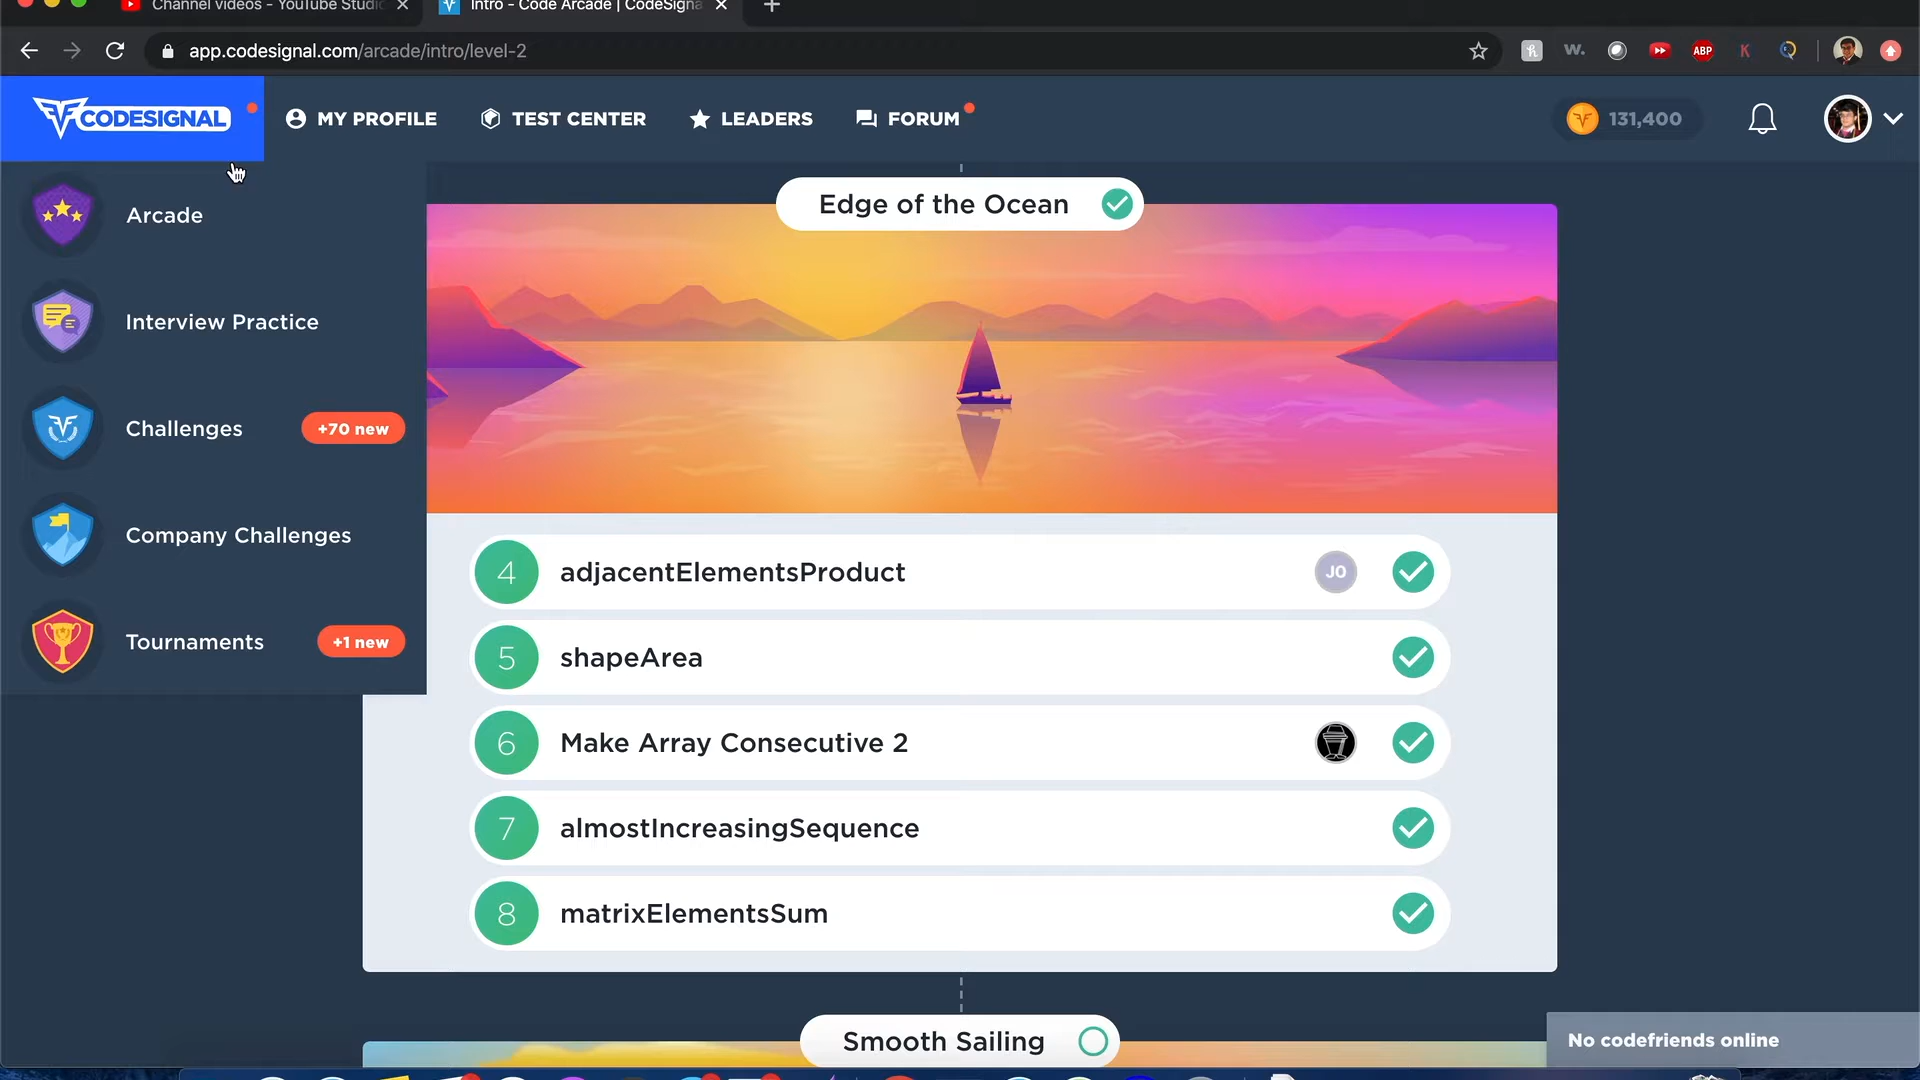 Channel videos - YouTube Studio
Intro - Code Arcade | CodeSigna
app.codesignal.com/arcade/intro/level-2
W.
ABP
K
CODESIGNAL
MY PROFILE
TEST CENTER
LEADERS
FORUM
131,400
Arcade
Interview Practice
Challenges
+70 new
Company Challenges
Tournaments
+1 new
Edge of the Ocean
4
adjacentElementsProduct
JO
5
shapeArea
6
Make Array Consecutive 2
7
almostIncreasingSequence
8
matrixElementsSum
Smooth Sailing
No codefriends online